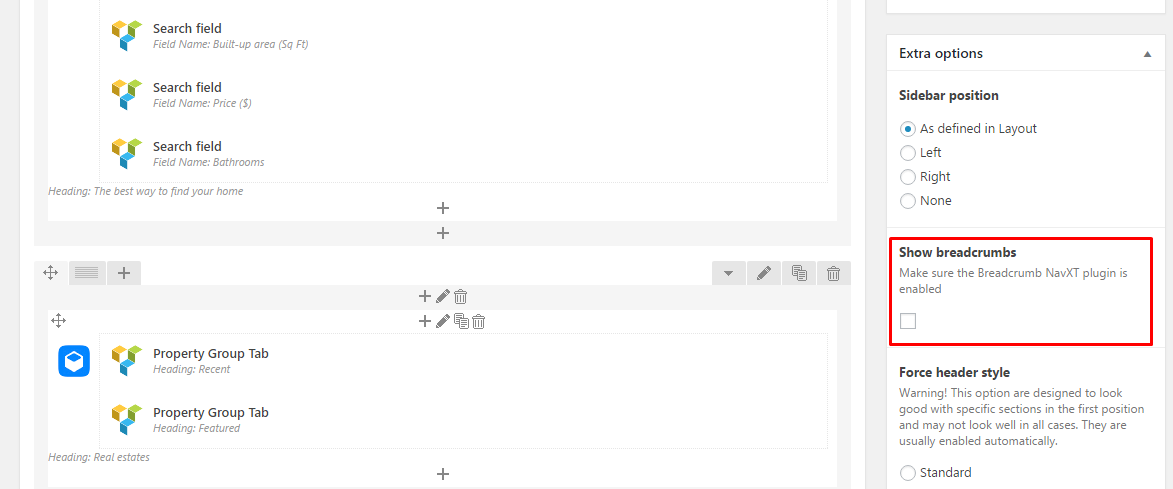 Search field
Field Name: Built-up area (Sq Ft)
Search field
Field Name: Price ($)
Search field
Field Name: Bathrooms
Heading: The best way to find your home
Property Group Tab
Heading: Recent
Property Group Tab
Heading: Featured
Heading: Real estates
Extra options
Sidebar position
As defined in Layout
Left
Right
None
Show breadcrumbs
Make sure the Breadcrumb NavXT plugin is
enabled
Force header style
Warning! This option are designed to look
good with specific sections in the first position
and may not look well in all cases. They are
usually enabled automatically.
Standard